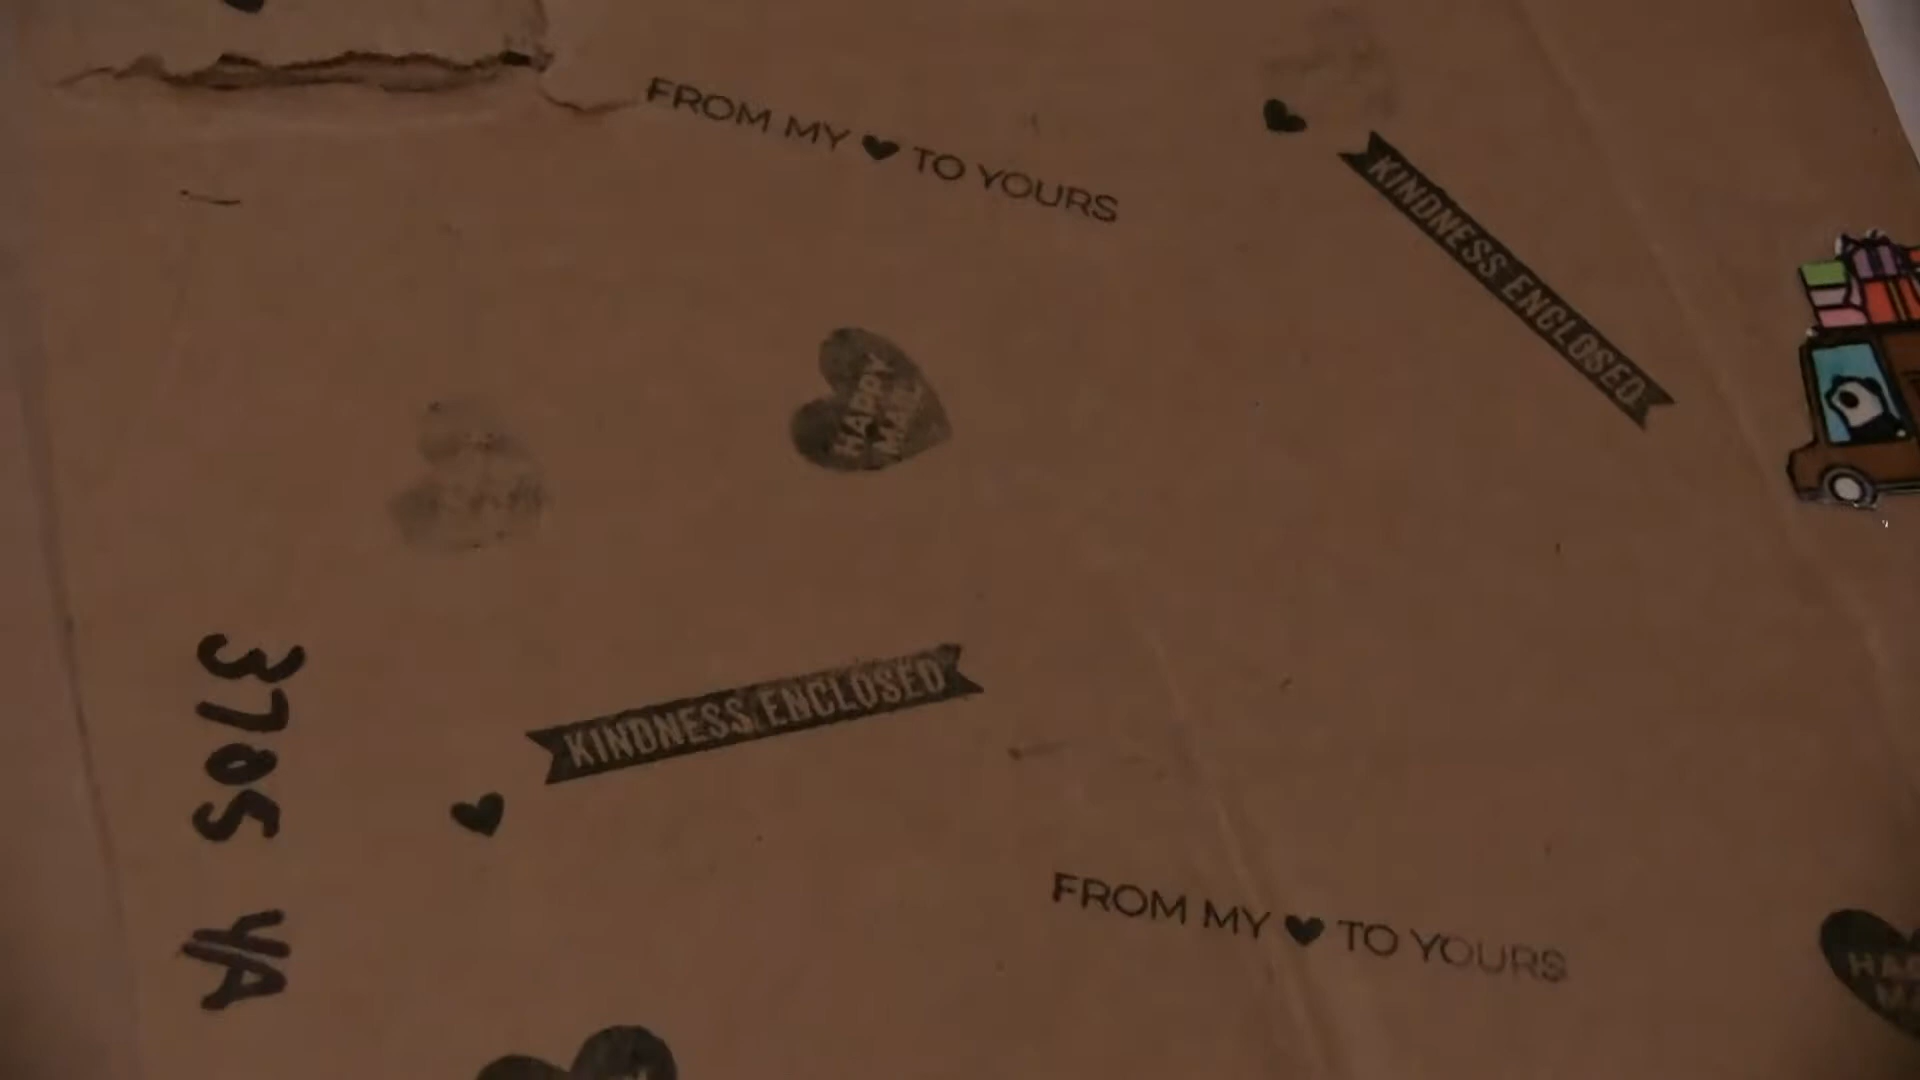 FROM MY ♥ TO YOURS
KINDNESS ENCLOSED
HAPPY
MAIL
KINDNESS ENCLOSED
3705 YA
FROM MY ♥ TO YOURS